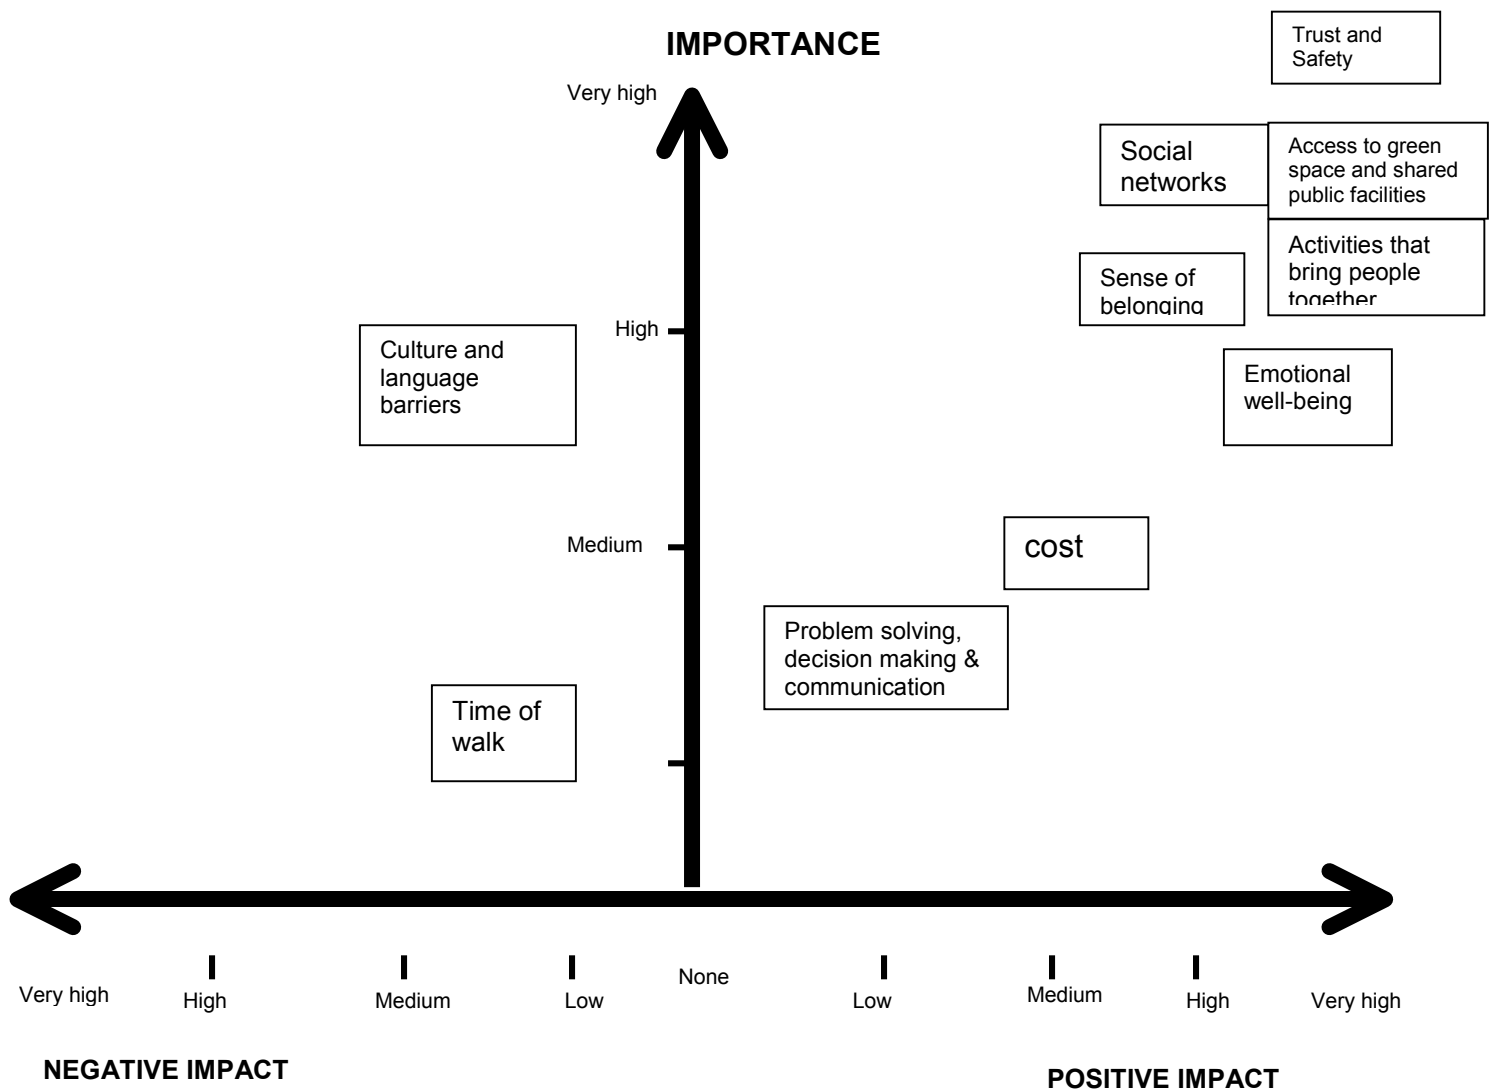 IMPORTANCE
Trust and
Safety
Very high
Social
networks
Access to green
space and shared
public facilities
Activities that
bring people
together
Sense of
belonging
High
Culture and
language
barriers
Emotional
well-being
Medium
cost
Problem solving,
decision making &
communication
Time of
walk
Very high
High
Medium
Low
None
Low
Medium
High
Very high
NEGATIVE IMPACT
POSITIVE IMPACT